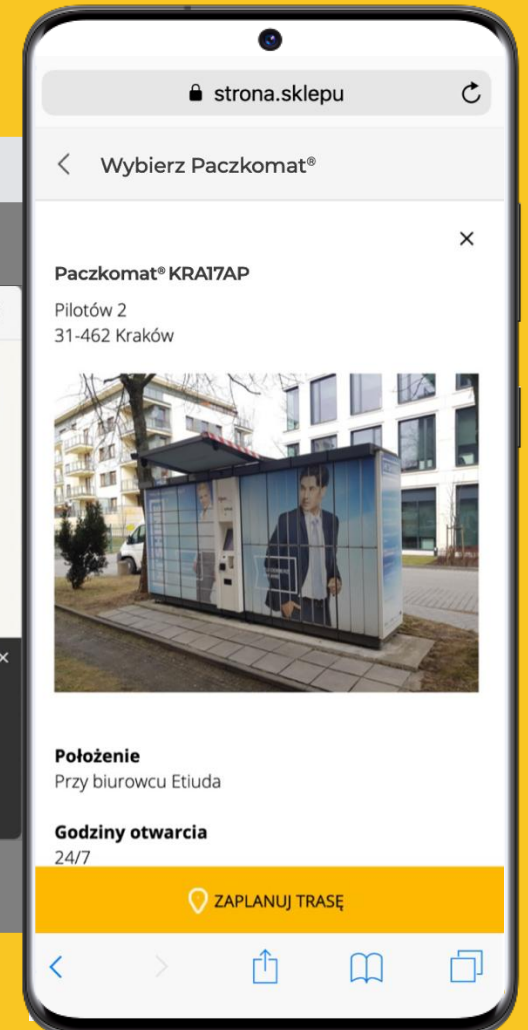 strona.sklepu
Wybierz Paczkomat®
Paczkomat® KRA17AP
Pilotów 2
31-462 Kraków
Położenie
Przy biurowcu Etiuda
Godziny otwarcia
24/7
ZAPLANUJ TRASĘ